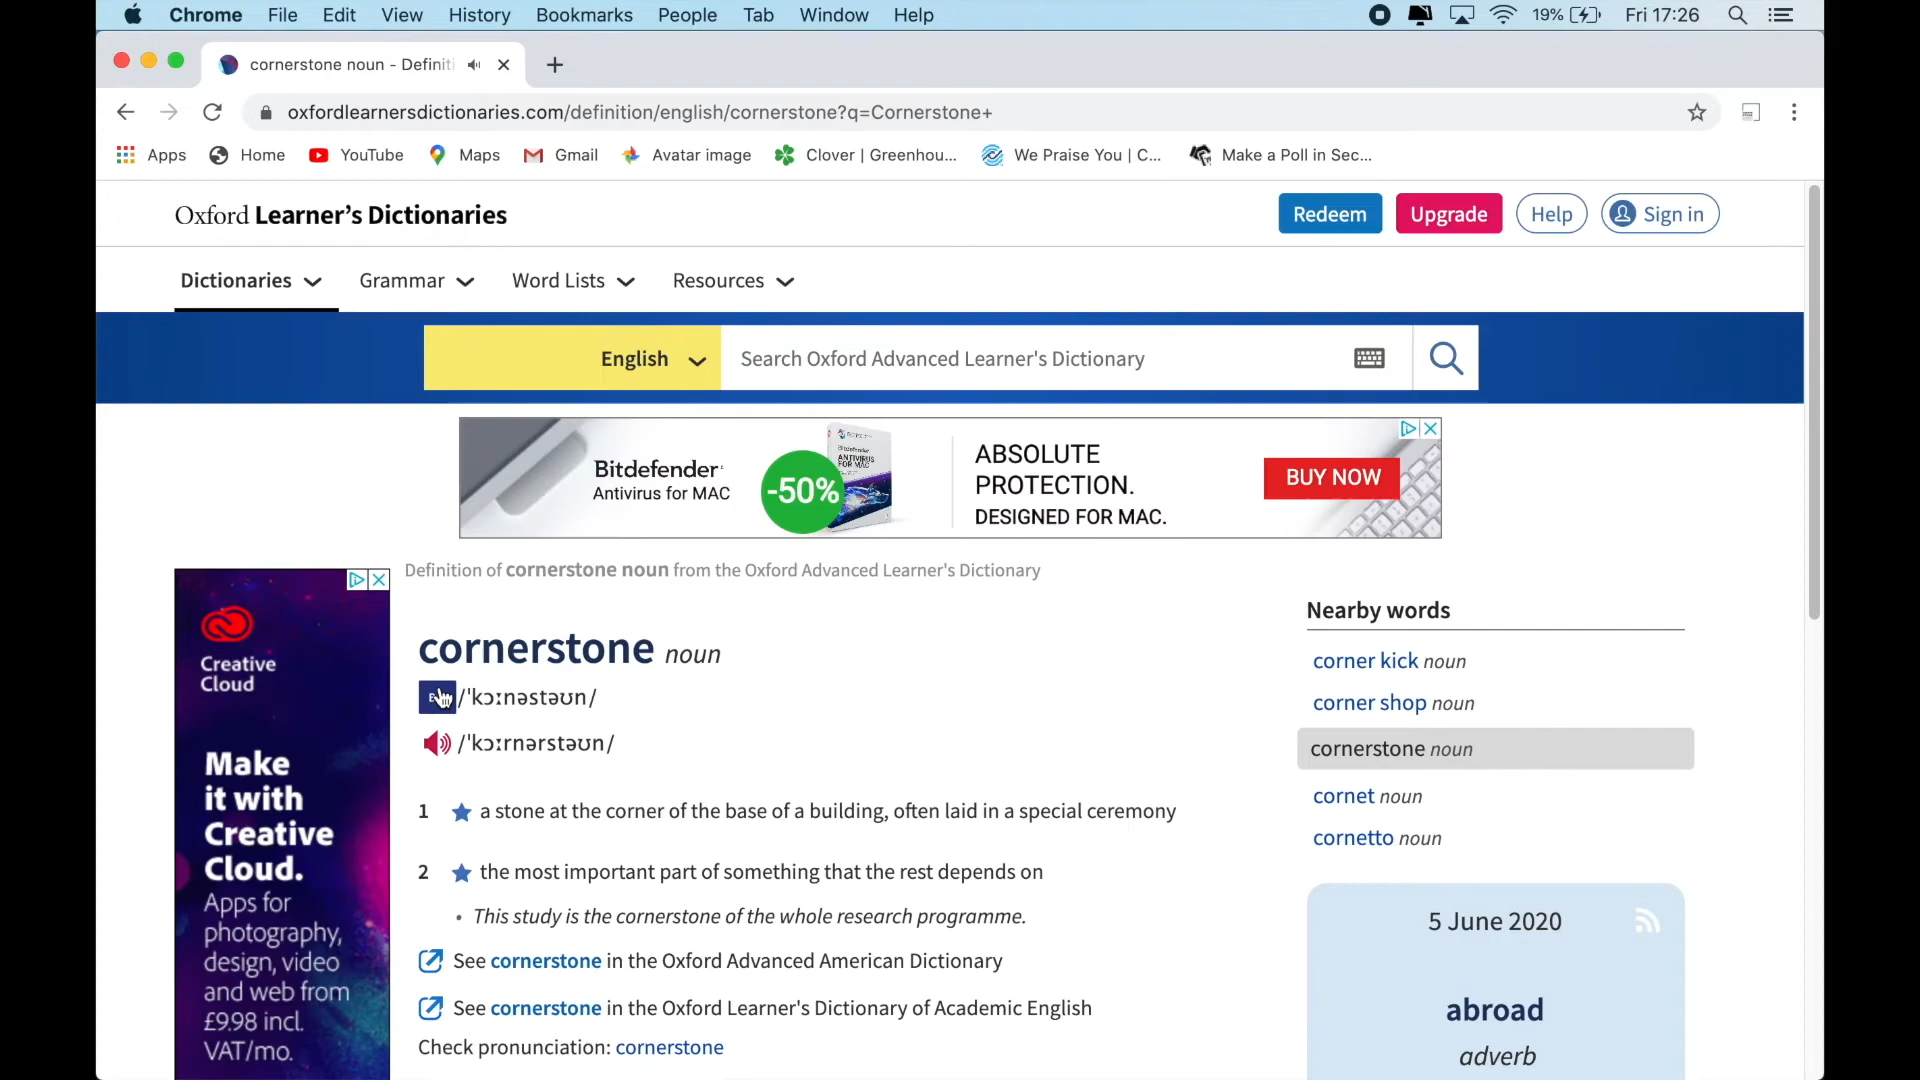 Chrome File Edit View History Bookmarks People Tab Window Help 19% Fri 17:26
cornerstone noun - Definiti
oxfordlearnersdictionaries.com/definition/english/cornerstone?q=Cornerstone+
Apps Home YouTube Maps Gmail Avatar image Clover | Greenhou... We Praise You | C... Make a Poll in Sec...
Oxford Learner's Dictionaries Redeem Upgrade Help Sign in
Dictionaries Grammar Word Lists Resources
English Search Oxford Advanced Learner's Dictionary
Bitdefender
Antivirus for MAC
-50%
ANTIVIRUS
FOR MAC
ABSOLUTE
PROTECTION.
DESIGNED FOR MAC.
BUY NOW
Definition of cornerstone noun from the Oxford Advanced Learner's Dictionary
cornerstone noun
/ˈkɔːnəstəʊn/
/ˈkɔːrnərstəʊn/
1 a stone at the corner of the base of a building, often laid in a special ceremony
2 the most important part of something that the rest depends on
• This study is the cornerstone of the whole research programme.
See cornerstone in the Oxford Advanced American Dictionary
See cornerstone in the Oxford Learner's Dictionary of Academic English
Check pronunciation: cornerstone
Creative
Cloud
Make
it with
Creative
Cloud.
Apps for
photography,
design, video
and web from
£9.98 incl.
VAT/mo.
Nearby words
corner kick noun
corner shop noun
cornerstone noun
cornet noun
cornetto noun
5 June 2020
abroad
adverb